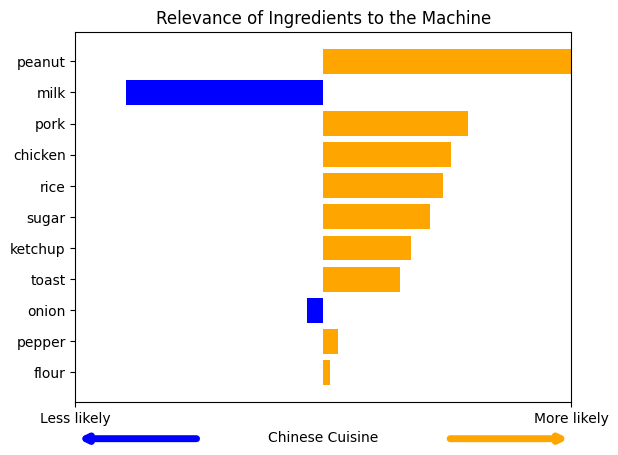 Relevance of Ingredients to the Machine
peanut
milk
pork
chicken
rice
sugar
ketchup
toast
onion
pepper
flour
Less likely
More likely
Chinese Cuisine